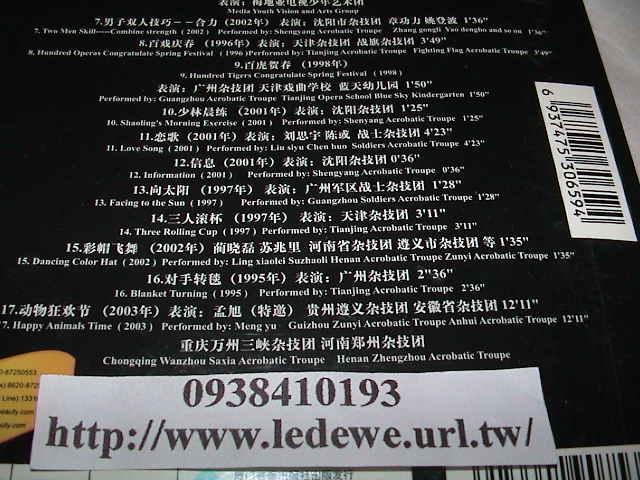 表演：海地亚电视少年艺术团
Media Youth Vision and Arts Group
7.男子双人技巧－－合力（2002年）表演：沈阳市杂技团 章功力 姚登波 1'36"
7. Two Men Skill-----Combine strength ( 2002 ) Performed by: Shengyang Acrobatic Troupe Zhang gongli Yao dengbo and so on 1'36"
8.百戏庆春（1996年）表演：天津杂技团 战旗杂技团 3'49"
8. Hundred Operas Congratulate Spring Festival ( 1996 ) Performed by: Tianjing Acrobatic Troupe Fighting Flag Acrobatic Troupe 3'49"
9.百虎贺春（1998年）
9. Hundred Tigers Congratulate Spring Festival ( 1998 )
表演：广州杂技团 天津戏曲学校 蓝天幼儿园 1'50"
Performed by: Guangzhou Acrobatic Troupe Tianjing Opera School Blue Sky Kindergarten 1'50"
10.少林晨练（2001年）表演：沈阳市杂技团 1'25"
10. Shaoling's Morning Exercise ( 2001 ) Performed by: Shenyang Acrobatic Troupe 1'25"
11.恋歌（2001年）表演：刘思宇 陈或 战士杂技团 4'23"
11. Love Song ( 2001 ) Performed by: Liu siyu Chen huo Soldiers Acrobatic Troupe 4'23"
12.信息（2001年）表演：沈阳杂技团 0'36"
12. Information ( 2001 ) Performed by: Shengyang Acrobatic Troupe 0'36"
13.向太阳（1997年）表演：广州军区战士杂技团 1'28"
13. Facing to the Sun ( 1997 ) Performed by: Guangzhou Soldiers Acrobatic Troupe 1'28"
14.三人滚杯（1997年）表演：天津杂技团 3'11"
14. Three Rolling Cup ( 1997 ) Performed by: Tianjing Acrobatic Troupe 3'11"
15.彩帽飞舞（2002年）蔺晓磊 苏兆里 河南省杂技团 遵义市杂技团 等 1'35"
15. Dancing Color Hat ( 2002 ) Performed by: Ling xiaolei Suzhaoli Henan Acrobatic Troupe Zunyi Acrobatic Troupe 1'35"
16.对手转毯（1995年）表演：广州杂技团 2"36"
16. Blanket Turning ( 1995 ) Performed by: Tianjing Acrobatic Troupe 2'36"
17.动物狂欢节（2003年）表演：孟旭（特邀）贵州遵义杂技团 安徽省杂技团 12'11"
7. Happy Animals Time ( 2003 ) Performed by: Meng yu Guizhou Zunyi Acrobatic Troupe Anhui Acrobatic Troupe 12'11"
重庆万州三峡杂技团 河南郑州杂技团
Chongqing Wanzhou Saxia Acrobatic Troupe Henan Zhengzhou Acrobatic Troupe
6 937475 306594
0938410193
http://www.ledewe.url.tw/